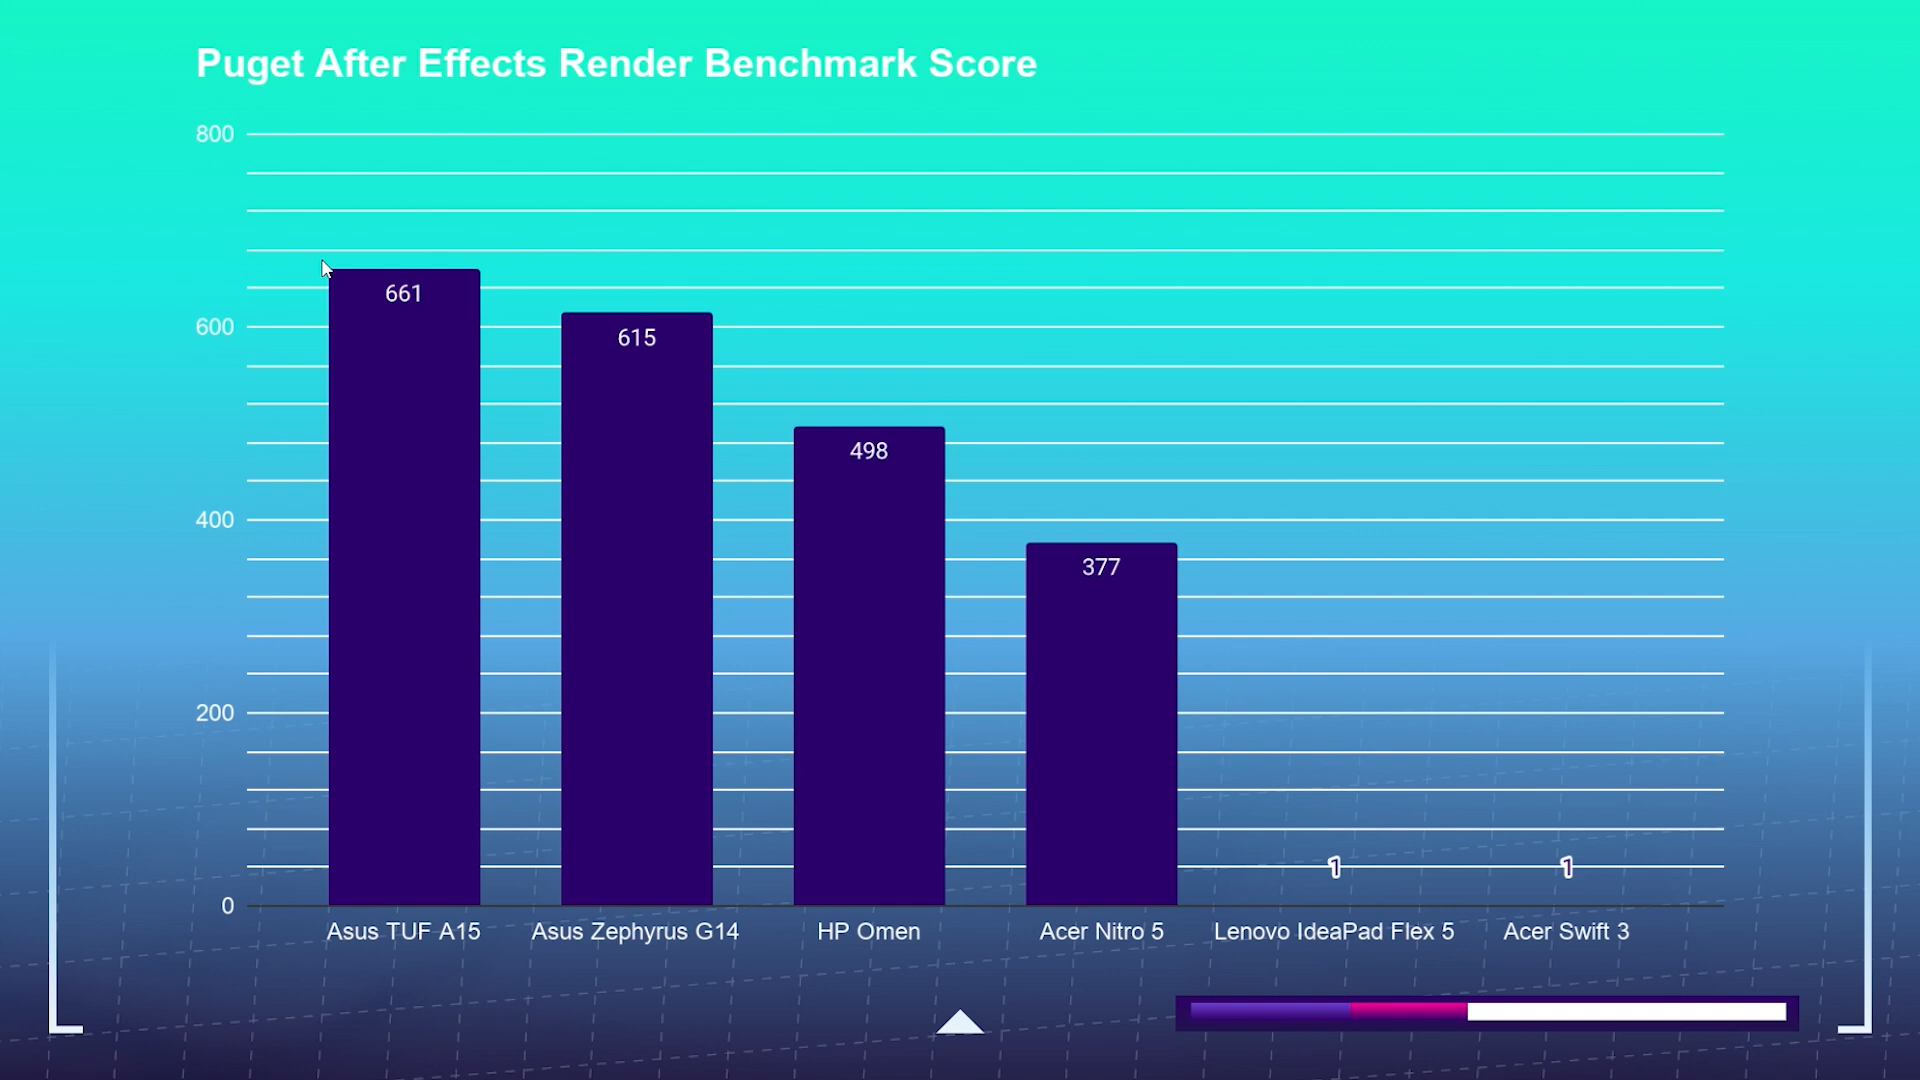 Puget After Effects Render Benchmark Score
800
600
400
200
0
661
615
498
377
1
1
Asus TUF A15
Asus Zephyrus G14
HP Omen
Acer Nitro 5
Lenovo IdeaPad Flex 5
Acer Swift 3